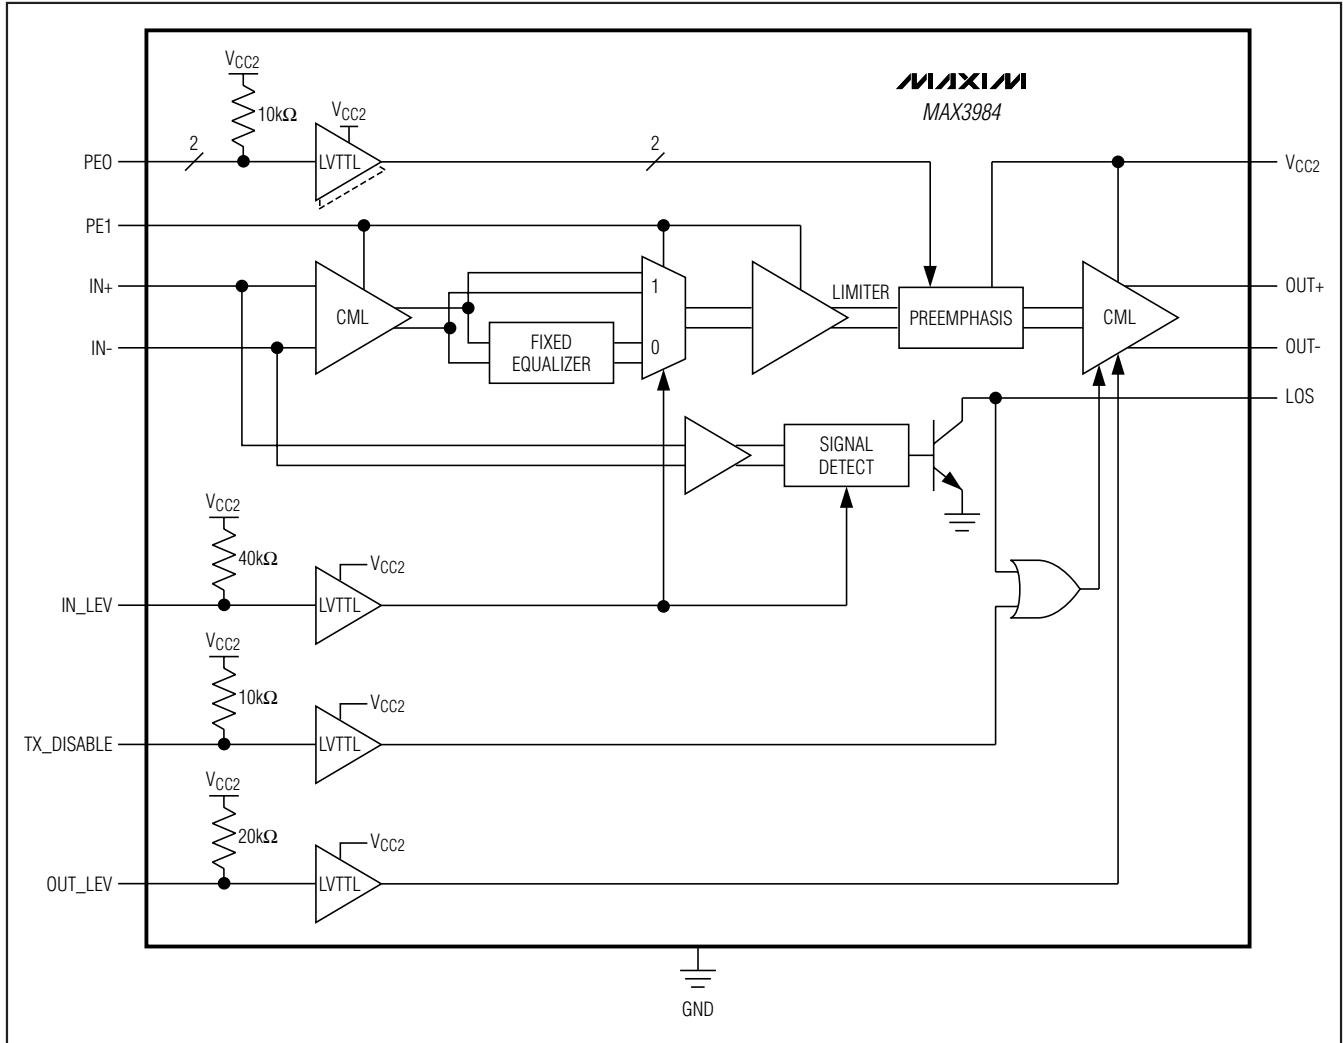 MAXIM
MAX3984
VCC2
10kΩ
VCC2
PE0
2
LVTTL
2
VCC2
PE1
IN+
CML
1
LIMITER
PREEMPHASIS
CML
OUT+
IN-
FIXED
EQUALIZER
0
OUT-
LOS
SIGNAL
DETECT
VCC2
40kΩ
VCC2
IN_LEV
LVTTL
VCC2
10kΩ
VCC2
TX_DISABLE
LVTTL
VCC2
20kΩ
VCC2
OUT_LEV
LVTTL
GND